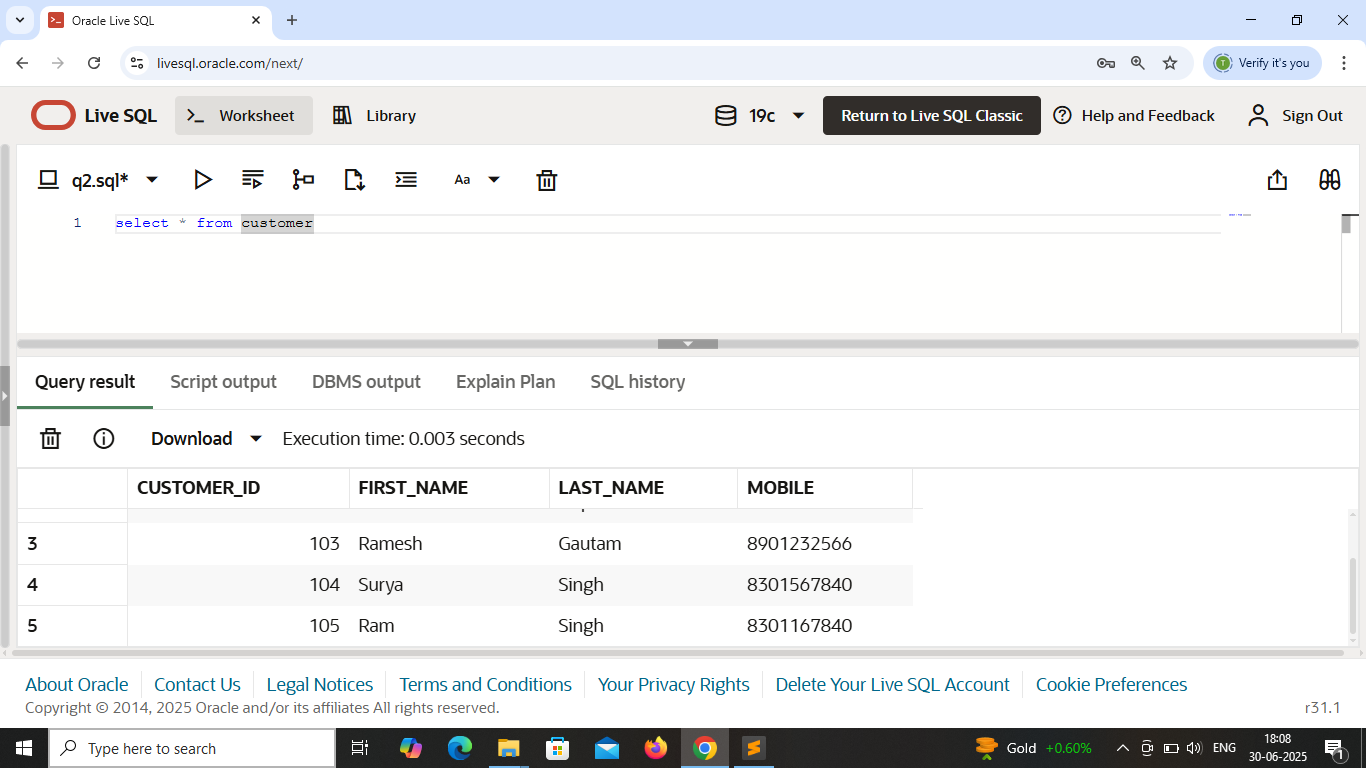 Oracle Live SQL
livesql.oracle.com/next/
T
Verify it's you
Live SQL
Worksheet
Library
19c
Return to Live SQL Classic
Help and Feedback
Sign Out
q2.sql*
Aa
1 select * from customer
Query result Script output DBMS output Explain Plan SQL history
Download Execution time: 0.003 seconds
CUSTOMER_ID FIRST_NAME LAST_NAME MOBILE
3 103 Ramesh Gautam 8901232566
4 104 Surya Singh 8301567840
5 105 Ram Singh 8301167840
About Oracle Contact Us Legal Notices Terms and Conditions Your Privacy Rights Delete Your Live SQL Account Cookie Preferences
Copyright © 2014, 2025 Oracle and/or its affiliates All rights reserved. r31.1
Type here to search
Gold +0.60%
ENG
18:08
30-06-2025
1